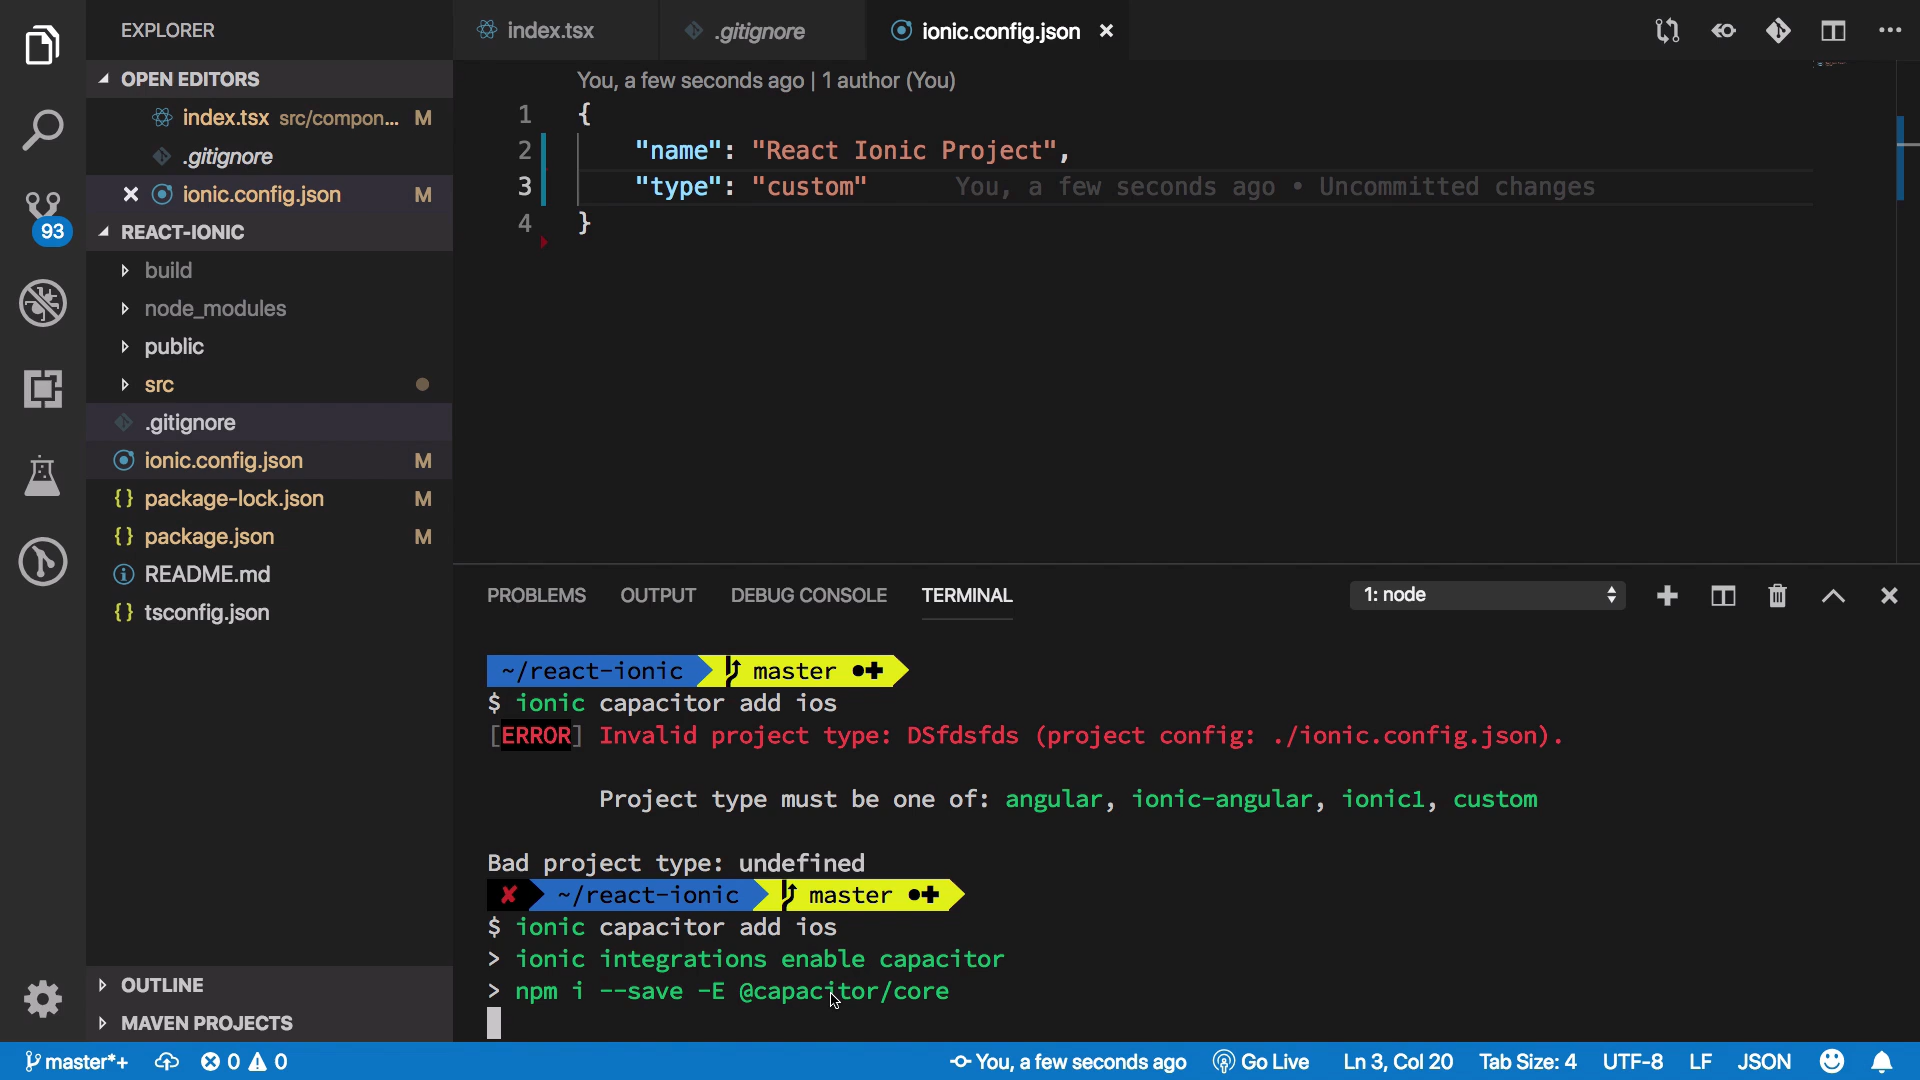 EXPLORER
OPEN EDITORS
index.tsx src/compon... M
.gitignore
ionic.config.json M
93
REACT-IONIC
build
node_modules
public
src
.gitignore
ionic.config.json M
{} package-lock.json M
{} package.json M
README.md
{} tsconfig.json
OUTLINE
MAVEN PROJECTS
index.tsx
.gitignore
ionic.config.json
You, a few seconds ago | 1 author (You)
1 {
2 "name": "React Ionic Project",
3 "type": "custom" You, a few seconds ago • Uncommitted changes
4 }
PROBLEMS OUTPUT DEBUG CONSOLE TERMINAL 1: node
~/react-ionic master
$ ionic capacitor add ios
[ERROR] Invalid project type: DSfdsfds (project config: ./ionic.config.json).
Project type must be one of: angular, ionic-angular, ionic1, custom
Bad project type: undefined
✘ ~/react-ionic master
$ ionic capacitor add ios
> ionic integrations enable capacitor
> npm i --save -E @capacitor/core
master*+ 0 0 You, a few seconds ago Go Live Ln 3, Col 20 Tab Size: 4 UTF-8 LF JSON